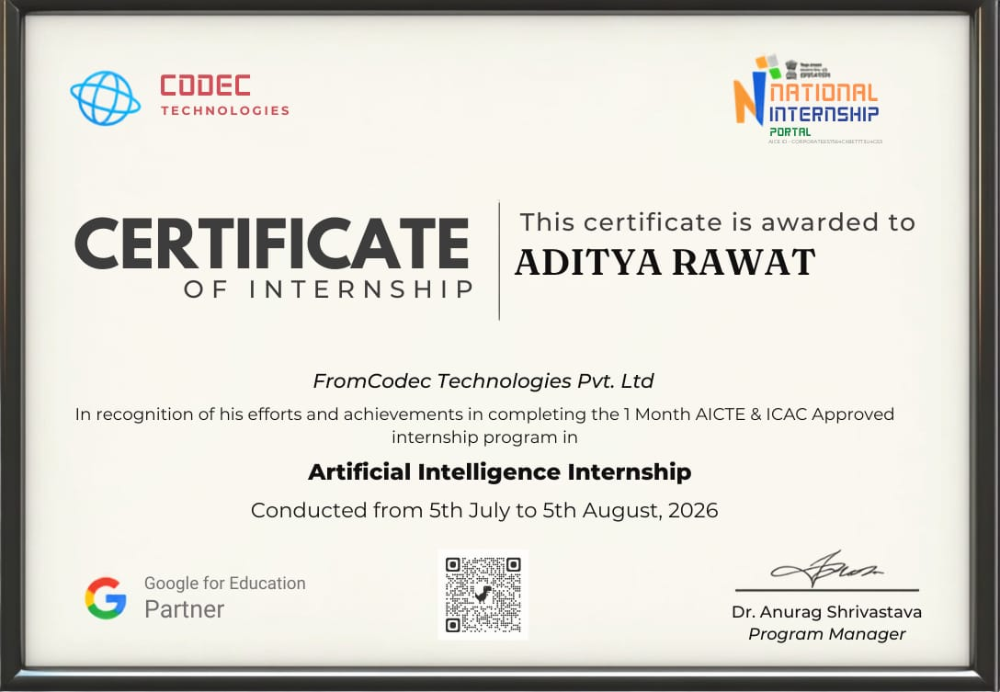 CODEC
TECHNOLOGIES
NATIONAL
INTERNSHIP
PORTAL
CERTIFICATE
OF INTERNSHIP
This certificate is awarded to
ADITYA RAWAT
FromCodec Technologies Pvt. Ltd
In recognition of his efforts and achievements in completing the 1 Month AICTE & ICAC Approved
internship program in
Artificial Intelligence Internship
Conducted from 5th July to 5th August, 2026
Google for Education
Partner
Dr. Anurag Shrivastava
Program Manager